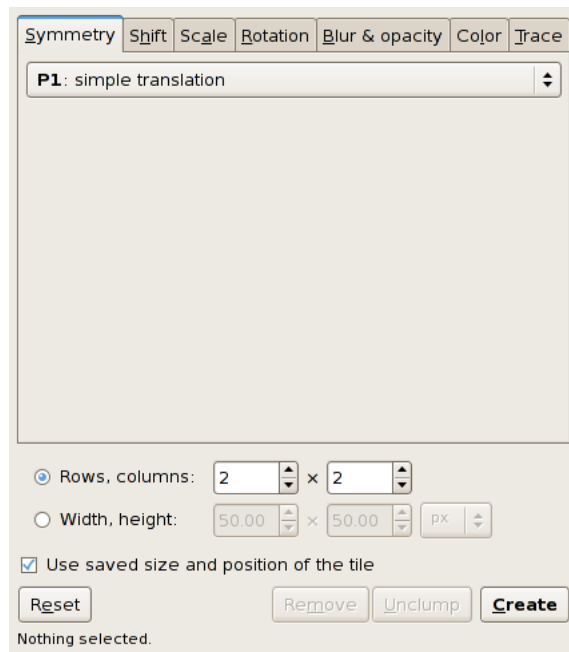 Symmetry Shift Scale Rotation Blur & opacity Color Trace
P1: simple translation
Rows, columns: 2 × 2
Width, height: 50.00 × 50.00 px
Use saved size and position of the tile
Reset Remove Unclump Create
Nothing selected.